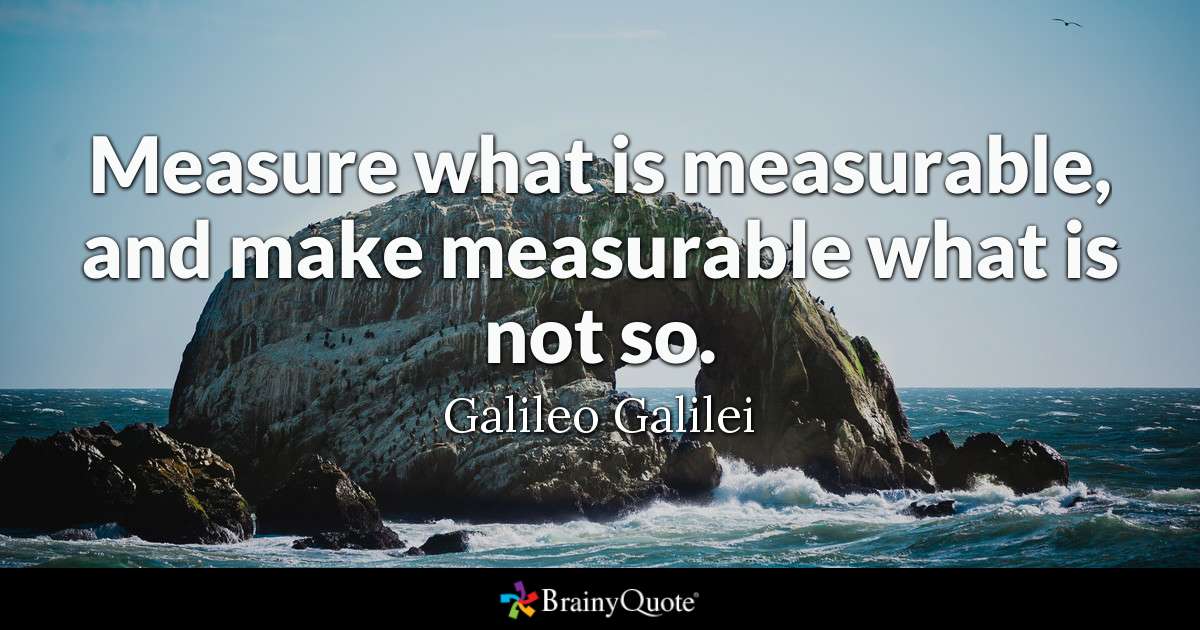 Measure what is measurable,
and make measurable what is
not so.
Galileo Galilei
BrainyQuote®